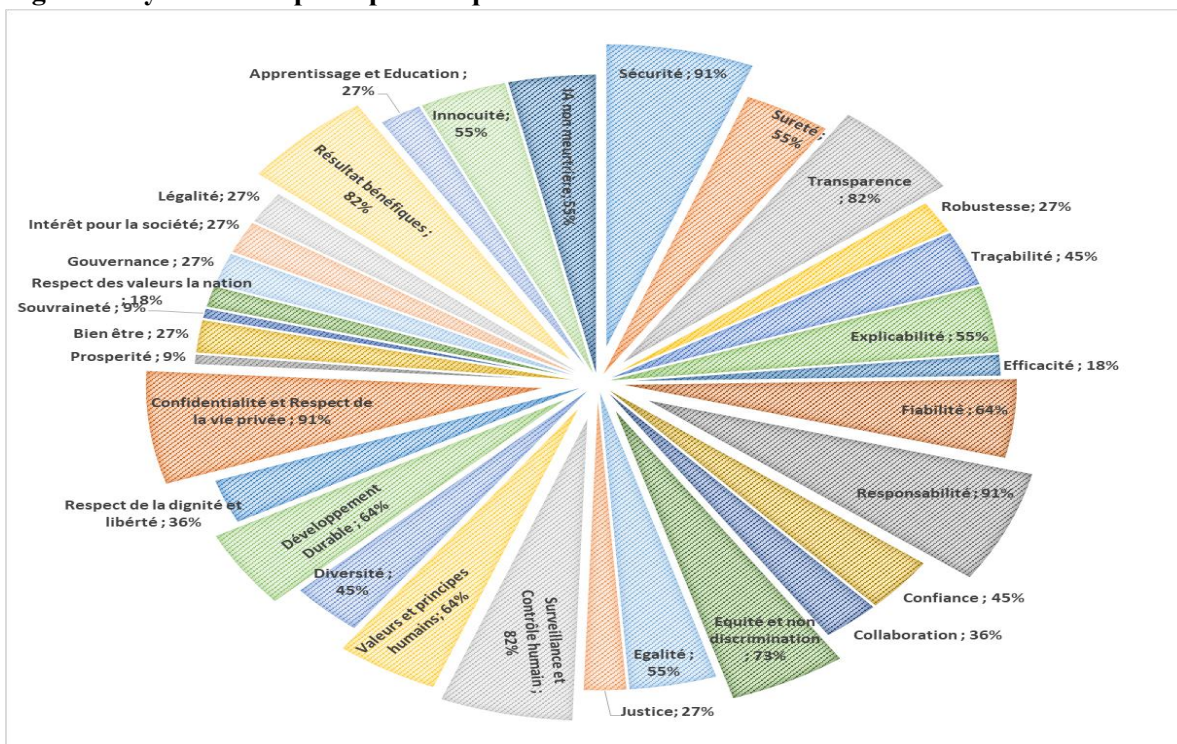 Sécurité ; 91%
Sureté ;
55%
Transparence
; 82%
Robustesse; 27%
Traçabilité ; 45%
Explicabilité ; 55%
Efficacité ; 18%
Fiabilité ; 64%
Responsabilité ; 91%
Confiance ; 45%
Collaboration ; 36%
Equité et non
discrimination
; 73%
Egalité ;
55%
Justice; 27%
Surveillance et
Contrôle humain ;
82%
Valeurs et principes
humains; 64%
Diversité ;
45%
Développement
Durable ; 64%
Respect de la dignité et
libérté ; 36%
Confidentialité et Respect de
la vie privée ; 91%
Prosperité ; 9%
Bien être ; 27%
Souvraineté ; 9%
Respect des valeurs la nation
; 18%
Gouvernance ; 27%
Intérêt pour la société; 27%
Légalité; 27%
Résultat bénéfiques ;
82%
Apprentissage et Education ;
27%
Innocuité;
55%
IA non meurtrière; 55%